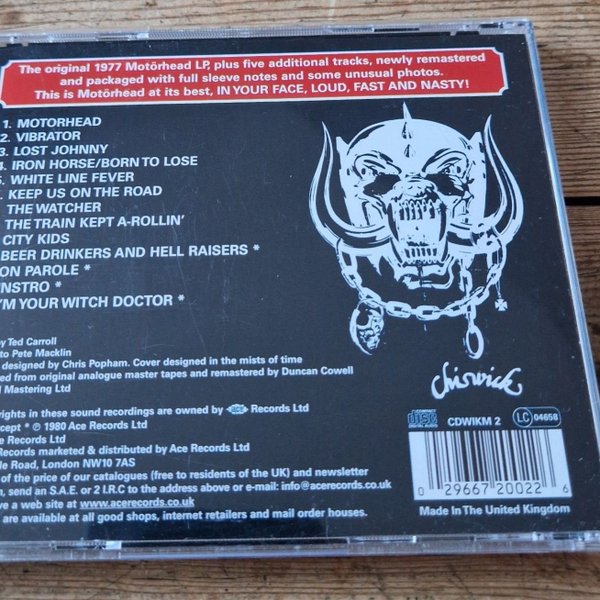 The original 1977 Motörhead LP, plus five additional tracks, newly remastered
and packaged with full sleeve notes and some unusual photos.
This is Motörhead at its best, IN YOUR FACE, LOUD, FAST AND NASTY!
1. MOTORHEAD
2. VIBRATOR
3. LOST JOHNNY
4. IRON HORSE/BORN TO LOSE
5. WHITE LINE FEVER
. KEEP US ON THE ROAD
THE WATCHER
THE TRAIN KEPT A-ROLLIN'
CITY KIDS
BEER DRINKERS AND HELL RAISERS *
ON PAROLE *
INSTRO *
I'M YOUR WITCH DOCTOR *
by Ted Carroll
to Pete Macklin
designed by Chris Popham. Cover designed in the mists of time
from original analogue master tapes and remastered by Duncan Cowell
Mastering Ltd
rights in these sound recordings are owned by ACE Records Ltd
* ℗ 1980 Ace Records Ltd
Records Ltd
Records marketed & distributed by Ace Records Ltd
Road, London NW10 7AS
of the price of our catalogues (free to residents of the UK) and newsletter
send an S.A.E. or 2 I.R.C to the address above or e-mail: info@acerecords.co.uk
a web site at www.acerecords.co.uk
are available at all good shops, internet retailers and mail order houses.
chiswick
COMPACT
disc
DIGITAL AUDIO
CDWIKM 2
LC 04658
0 29667 20022 6
Made In The United Kingdom